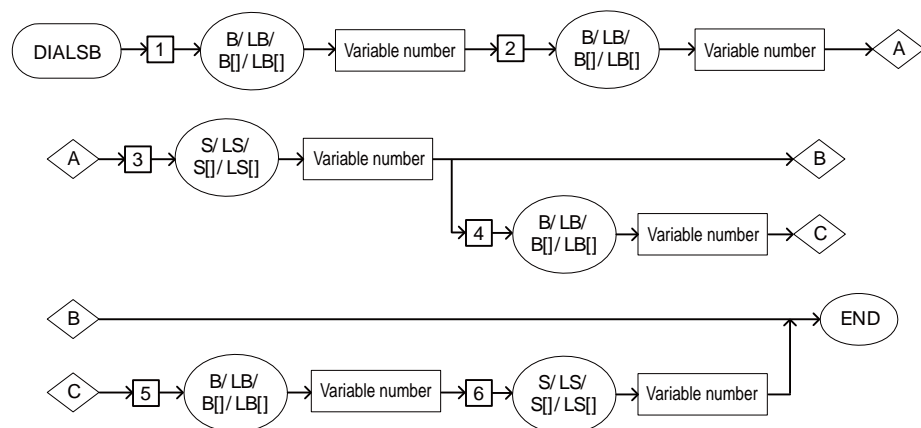 DIALSB 1 B/ LB/ B[]/ LB[] Variable number 2 B/ LB/ B[]/ LB[] Variable number A
A 3 S/ LS/ S[]/ LS[] Variable number B
4 B/ LB/ B[]/ LB[] Variable number C
B END
C 5 B/ LB/ B[]/ LB[] Variable number 6 S/ LS/ S[]/ LS[] Variable number